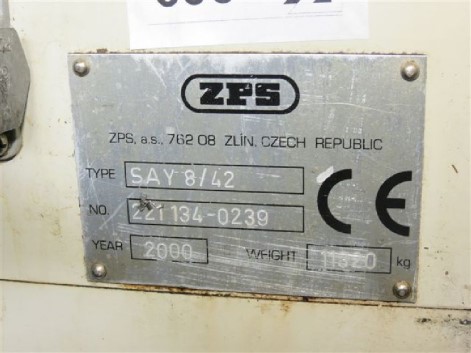 ZPS
ZPS, a.s., 762 08 ZLÍN, CZECH REPUBLIC
TYPE SAY 8/42
NO. 221 134-0239
CE
YEAR 2000 WEIGHT kg